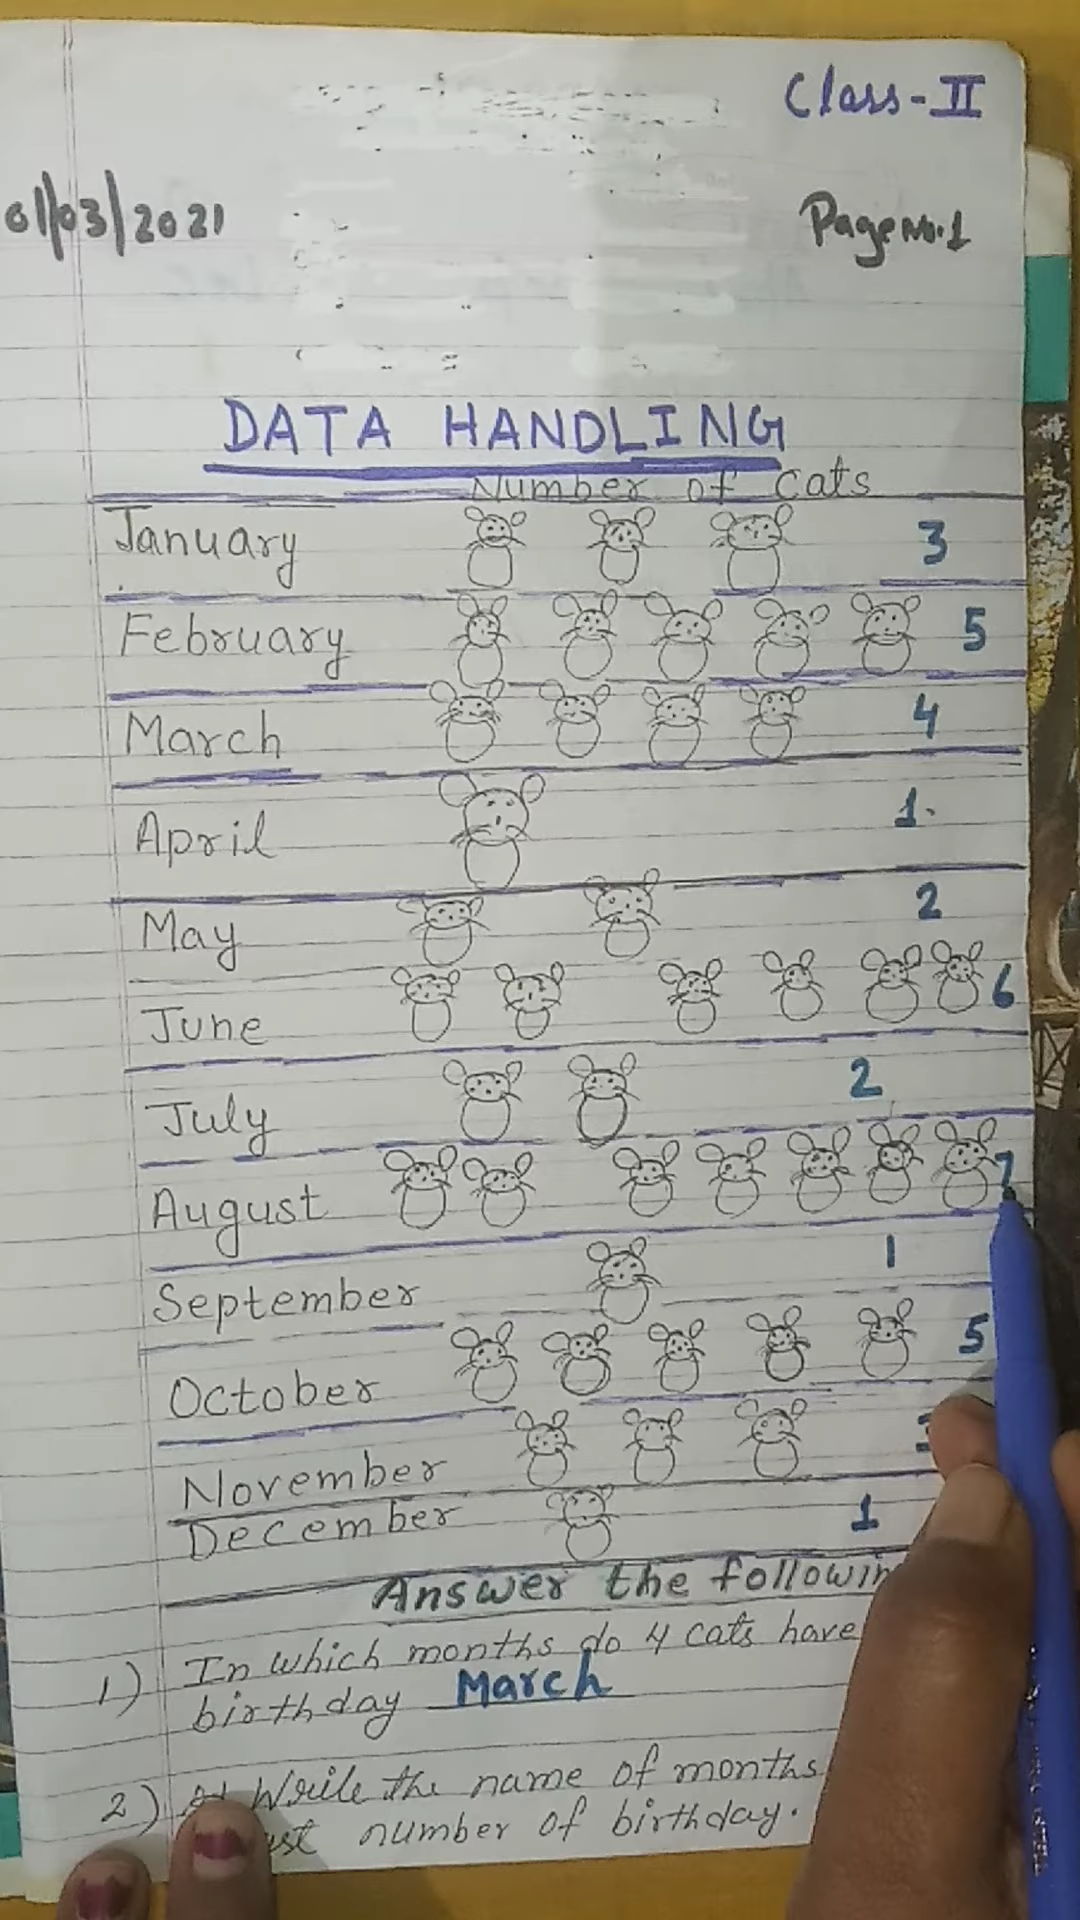 Class-II
01/03/2021
Page No.1
DATA HANDLING
Number of Cats
January 3
February 5
March 4
April 1.
May 2
June 6
July 2
August 7
September 1
October 5
November
December 1
Answer the
1) In which months do 4 cats have
birthday March
2) Write the name of months
number of birthday.